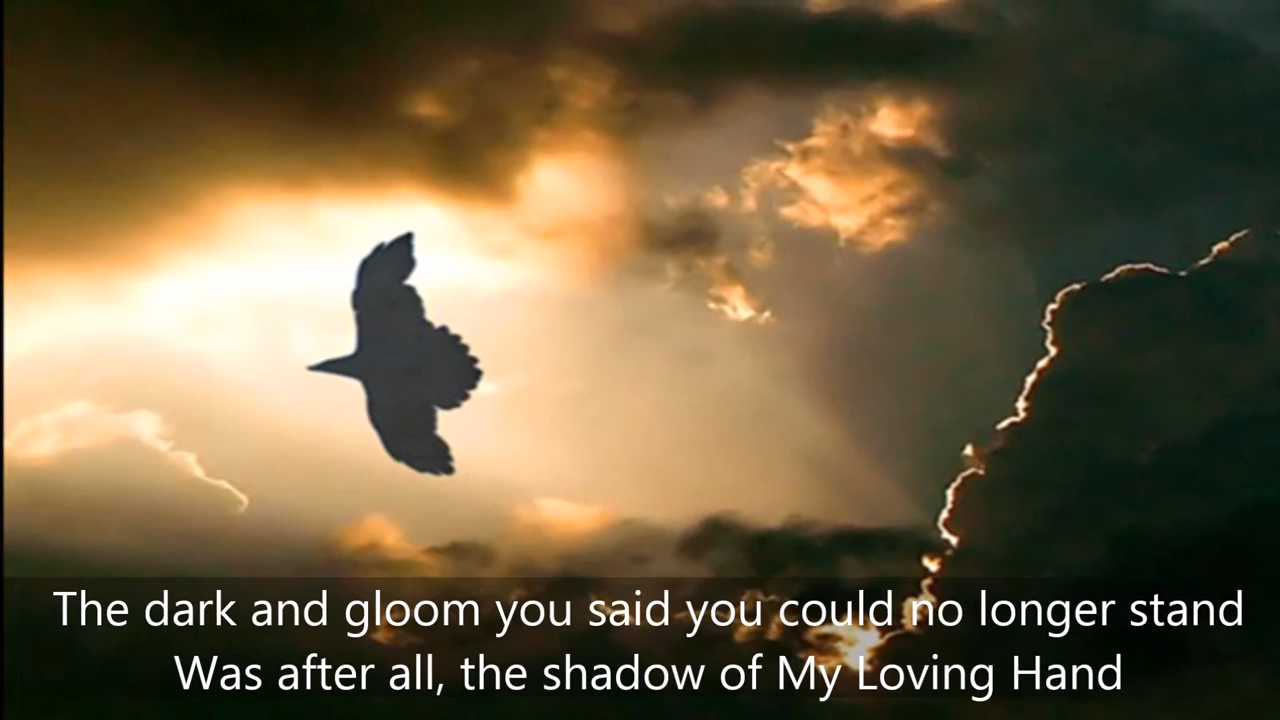 The dark and gloom you said you could no longer stand
Was after all, the shadow of My Loving Hand